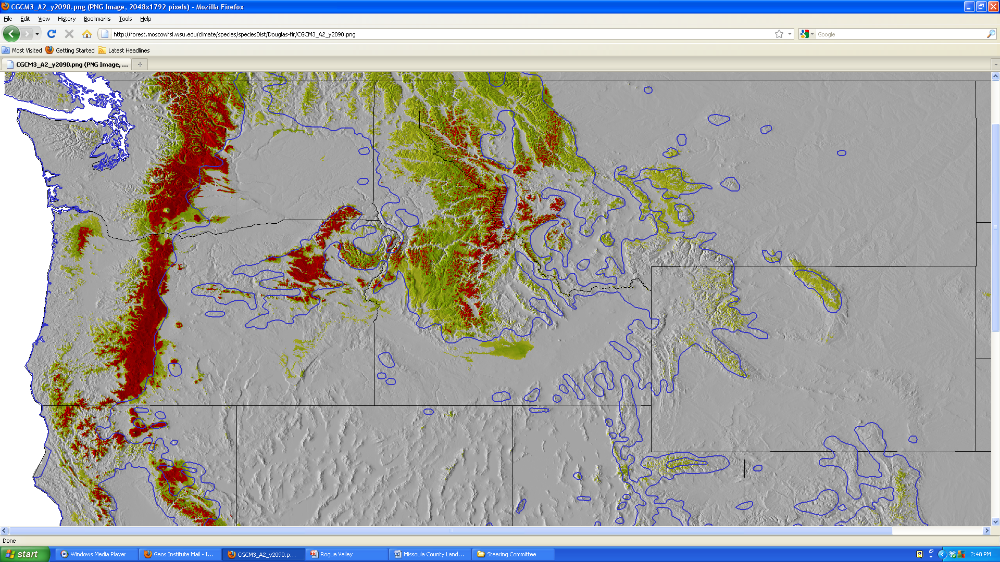 CGCM3_A2_y2090.png (PNG Image, 2048x1792 pixels) - Mozilla Firefox
File Edit View History Bookmarks Tools Help
http://forest.moscowfsl.wsu.edu/climate/species/speciesDist/Douglas-fir/CGCM3_A2_y2090.png
Google
Most Visited Getting Started Latest Headlines
CGCM3_A2_y2090.png (PNG Image, ...
Done
start Windows Media Player Geos Institute Mail - I... CGCM3_A2_y2090.p... Rogue Valley Missoula County Land... Steering Committee 2:48 PM